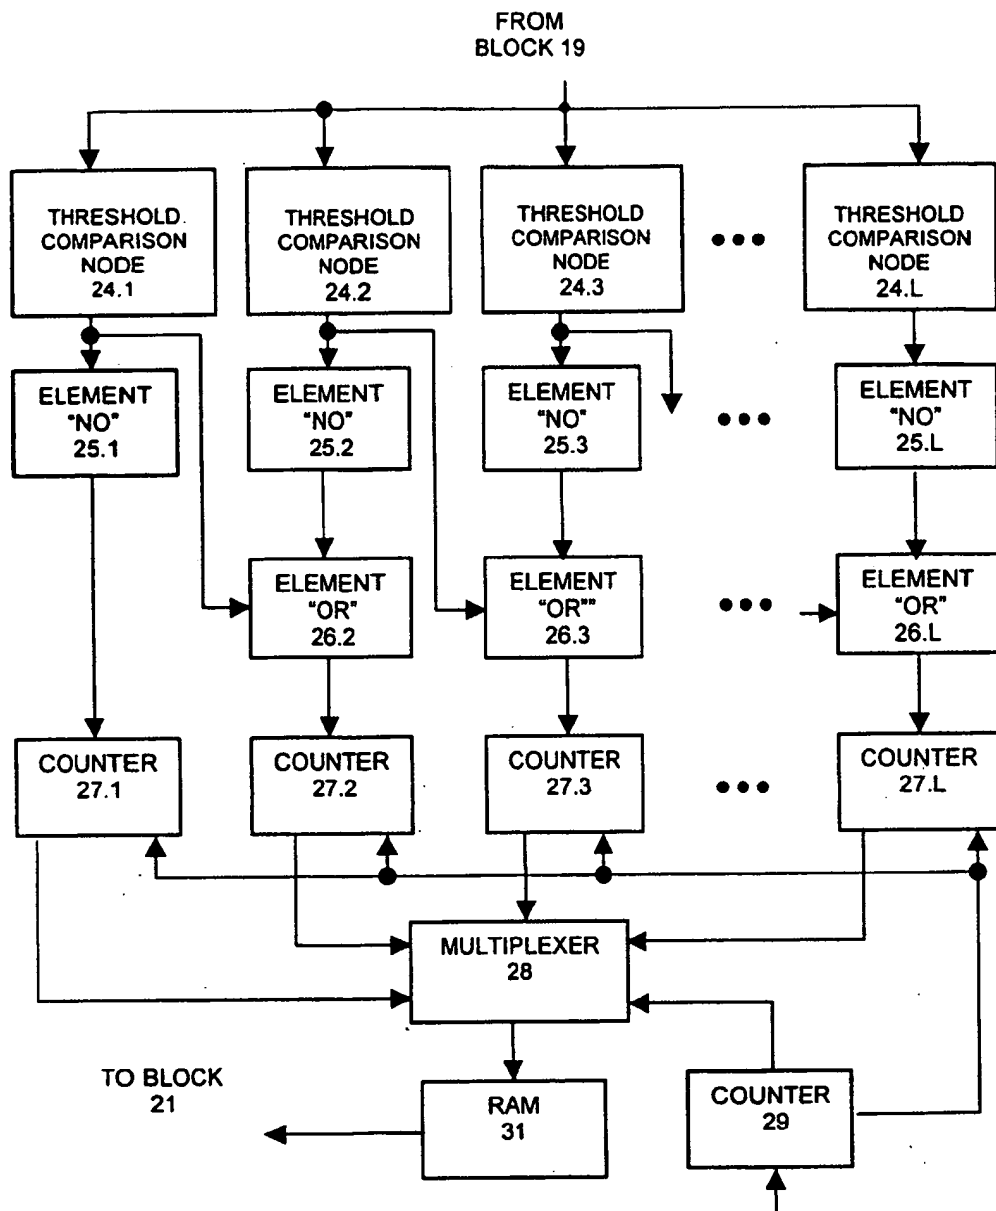 FROM
BLOCK 19
THRESHOLD
COMPARISON
NODE
24.1
THRESHOLD
COMPARISON
NODE
24.2
THRESHOLD
COMPARISON
NODE
24.3
THRESHOLD
COMPARISON
NODE
24.L
ELEMENT
"NO"
25.1
ELEMENT
"NO"
25.2
ELEMENT
"NO"
25.3
ELEMENT
"NO"
25.L
ELEMENT
"OR"
26.2
ELEMENT
"OR""
26.3
ELEMENT
"OR"
26.L
COUNTER
27.1
COUNTER
27.2
COUNTER
27.3
COUNTER
27.L
MULTIPLEXER
28
TO BLOCK
21
RAM
31
COUNTER
29